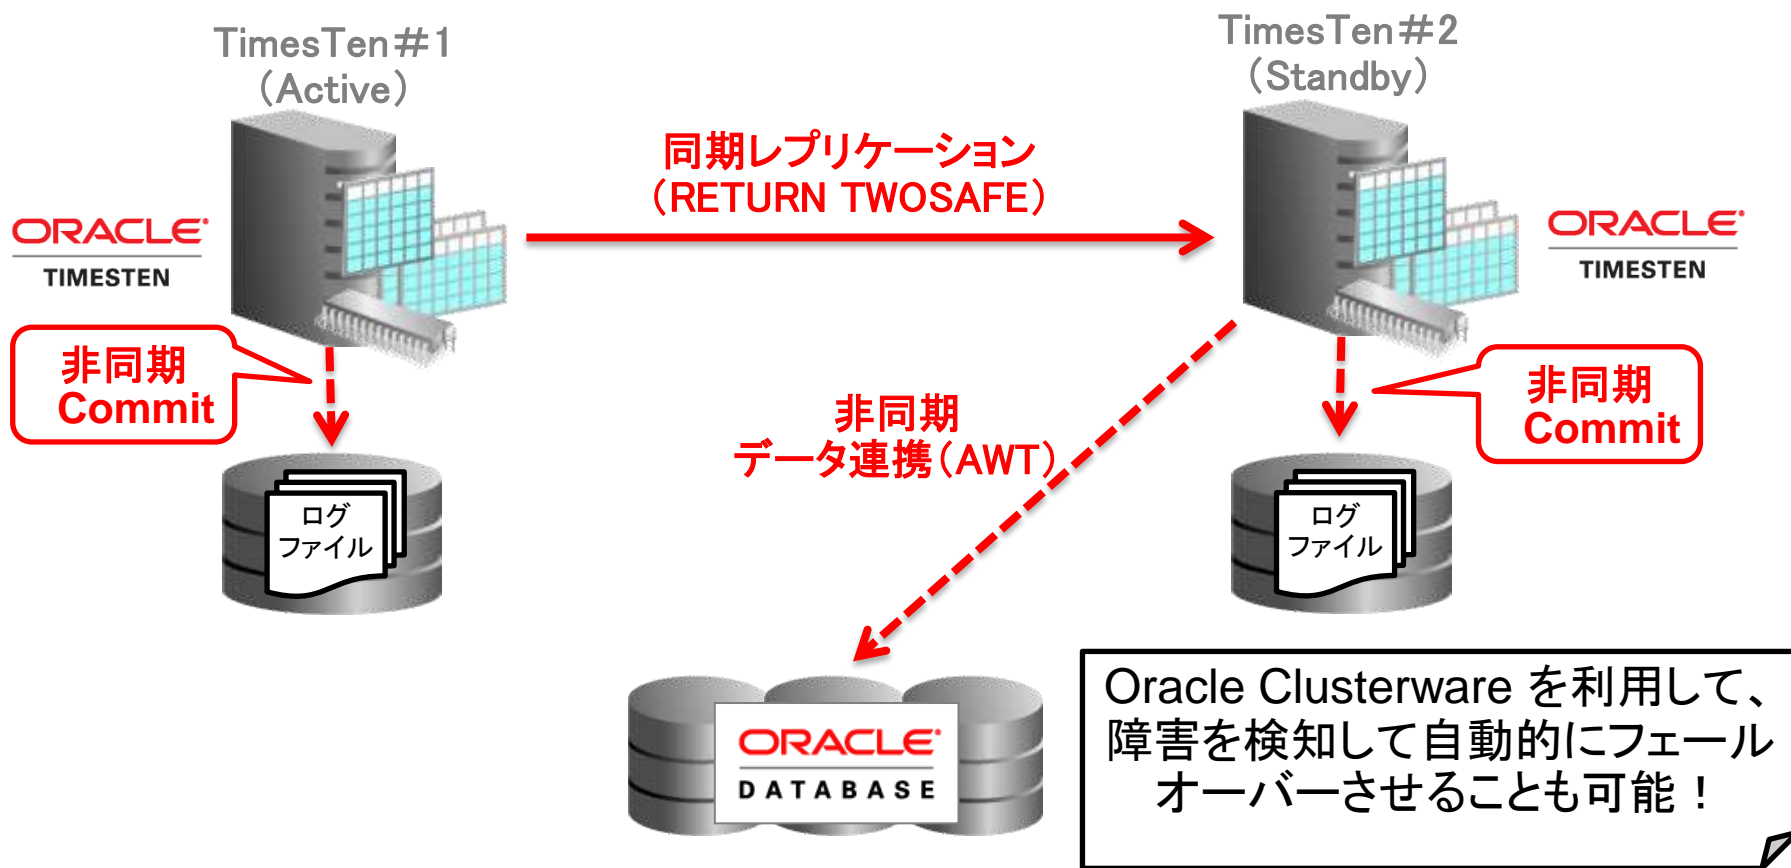 TimesTen#1
(Active)
TimesTen#2
(Standby)
同期レプリケーション
(RETURN TWOSAFE)
ORACLE®
TIMESTEN
ORACLE®
TIMESTEN
非同期
Commit
非同期
Commit
非同期
データ連携(AWT)
ログ
ファイル
ログ
ファイル
ORACLE®
DATABASE
Oracle Clusterware を利用して、
障害を検知して自動的にフェール
オーバーさせることも可能！